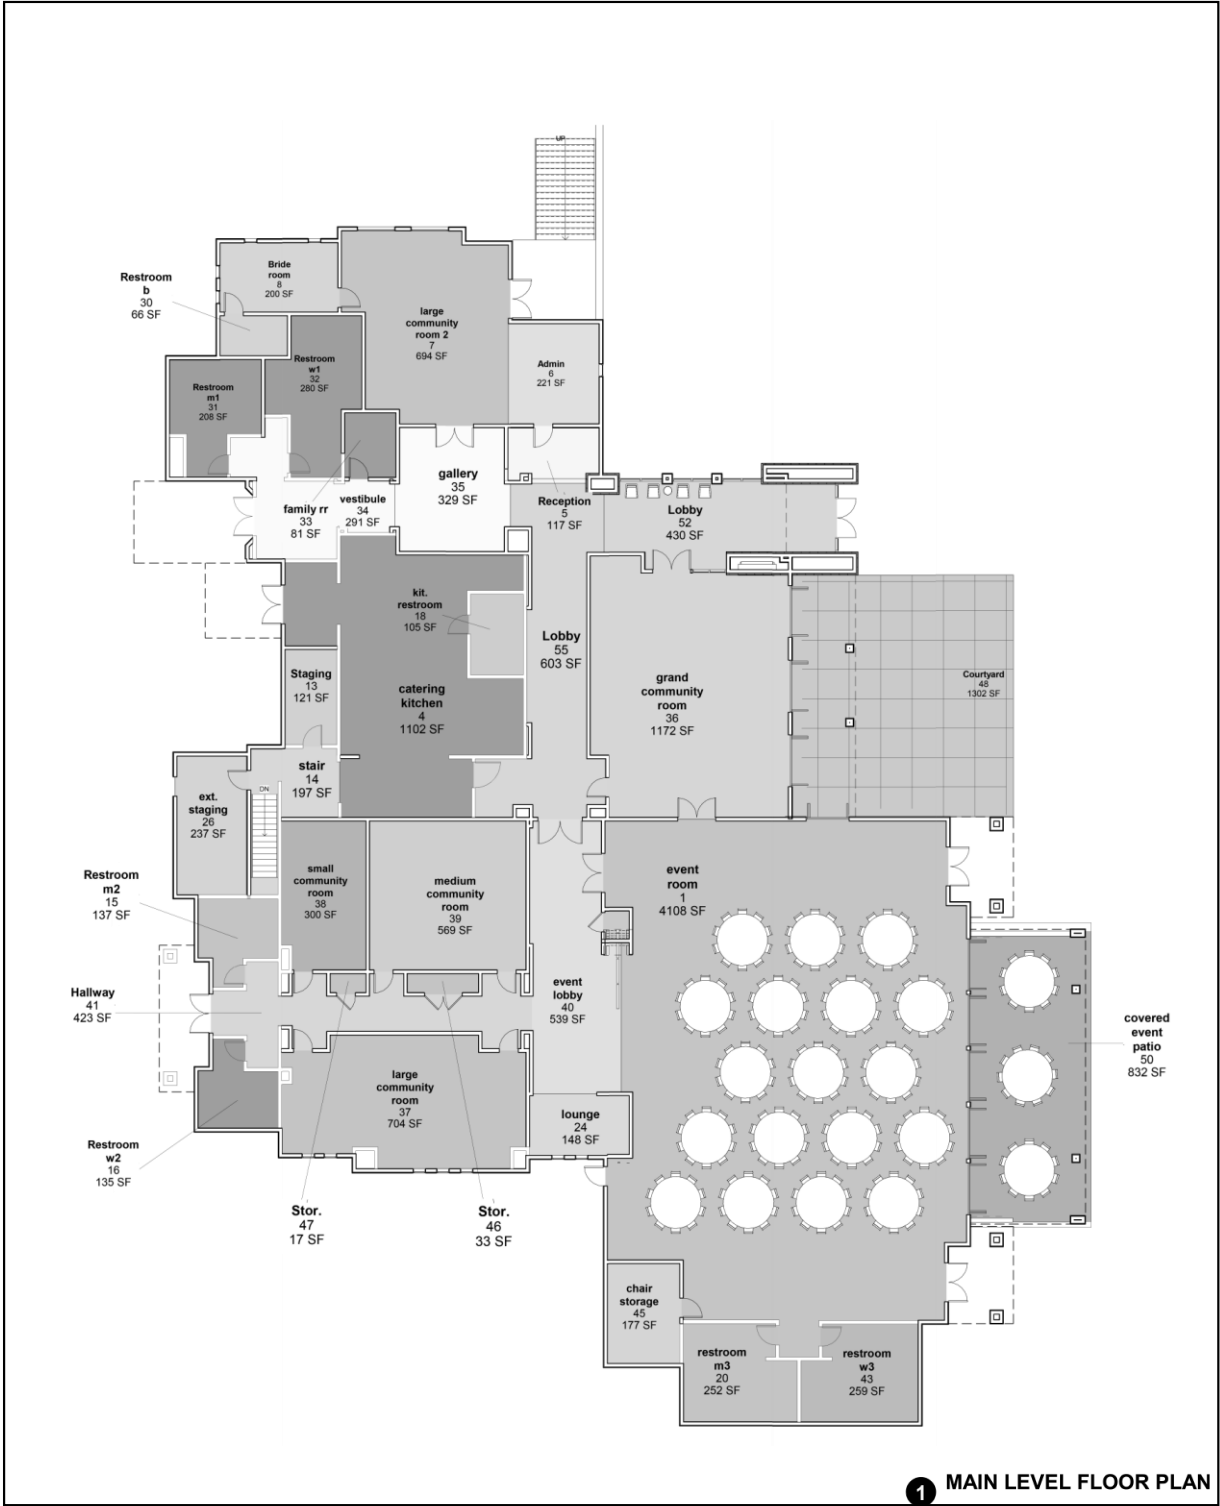 UP
Bride
room
8
200 SF
Restroom
b
30
66 SF
large
community
room 2
7
694 SF
Restroom
w1
32
280 SF
Admin
6
221 SF
Restroom
m1
31
208 SF
gallery
35
329 SF
family rr
33
81 SF
vestibule
34
291 SF
Reception
5
117 SF
Lobby
52
430 SF
kit.
restroom
18
105 SF
Lobby
55
603 SF
Staging
13
121 SF
catering
kitchen
4
1102 SF
grand
community
room
36
1172 SF
Courtyard
48
1302 SF
stair
14
197 SF
DN
ext.
staging
26
237 SF
Restroom
m2
15
137 SF
small
community
room
38
300 SF
medium
community
room
39
569 SF
event
room
1
4108 SF
Hallway
41
423 SF
event
lobby
40
539 SF
covered
event
patio
50
832 SF
large
community
room
37
704 SF
lounge
24
148 SF
Restroom
w2
16
135 SF
Stor.
47
17 SF
Stor.
46
33 SF
chair
storage
45
177 SF
restroom
m3
20
252 SF
restroom
w3
43
259 SF
1 MAIN LEVEL FLOOR PLAN